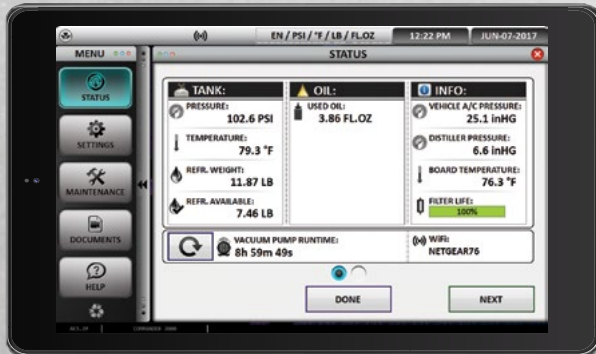 EN / PSI / °F / LB / FL.OZ
12:22 PM
JUN-07-2017
MENU
STATUS
STATUS
SETTINGS
MAINTENANCE
DOCUMENTS
HELP
TANK:
PRESSURE:
102.6 PSI
TEMPERATURE:
79.3 °F
REFR. WEIGHT:
11.87 LB
REFR. AVAILABLE:
7.46 LB
OIL:
USED OIL:
3.86 FL.OZ
INFO:
VEHICLE A/C PRESSURE:
25.1 inHG
DISTILLER PRESSURE:
6.6 inHG
BOARD TEMPERATURE:
76.3 °F
FILTER LIFE:
100%
VACUUM PUMP RUNTIME:
8h 59m 49s
WiFi:
NETGEAR76
DONE
NEXT